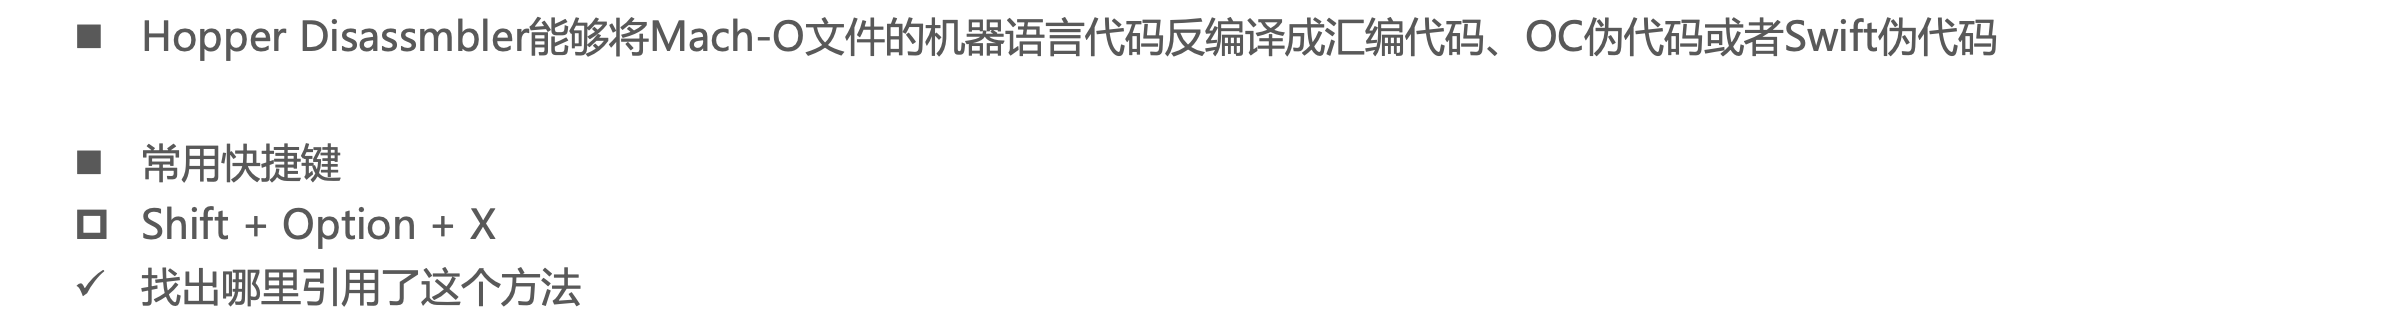 Hopper Disassmbler能够将Mach-O文件的机器语言代码反编译成汇编代码、OC伪代码或者Swift伪代码
常用快捷键
Shift + Option + X
找出哪里引用了这个方法